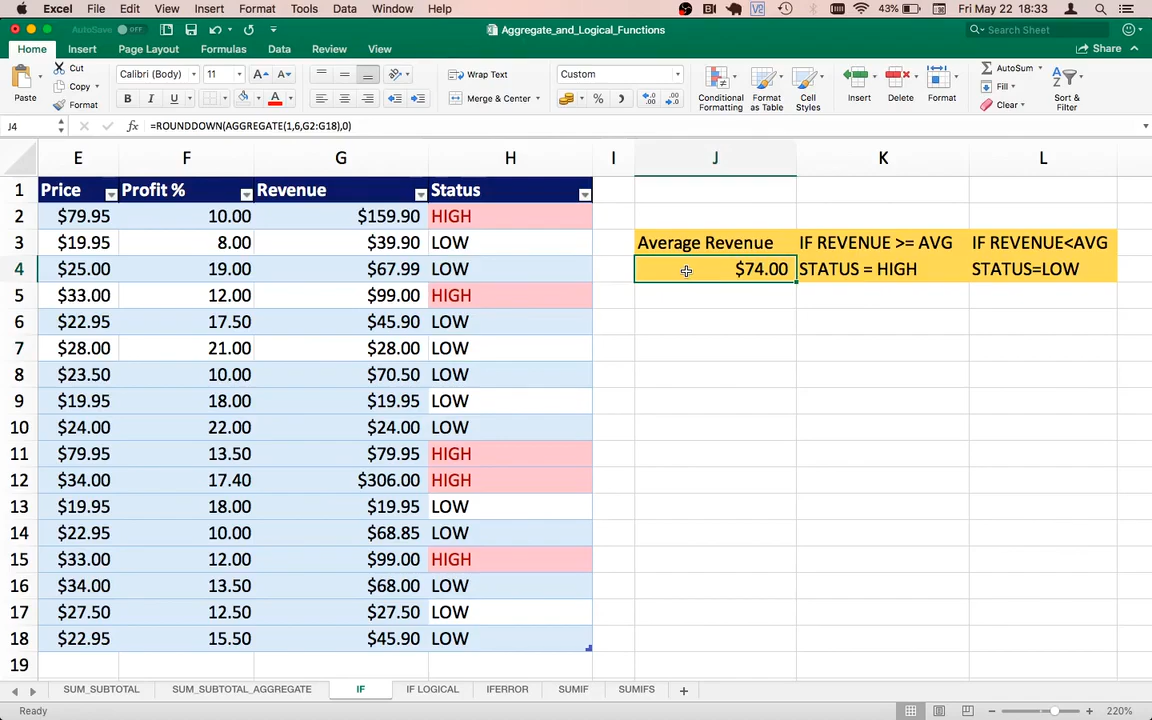 Excel File Edit View Insert Format Tools Data Window Help 43% Fri May 22 18:33
AutoSave OFF Aggregate_and_Logical_Functions Search Sheet
Home Insert Page Layout Formulas Data Review View Share
Paste Cut Copy Format Calibri (Body) 11 A A B I U A Wrap Text Merge & Center Custom % Conditional Formatting Format as Table Cell Styles Insert Delete Format AutoSum Fill Clear Sort & Filter
J4 fx =ROUNDDOWN(AGGREGATE(1,6,G2:G18),0)
E F G H I J K L
1 Price Profit % Revenue Status
2 $79.95 10.00 $159.90 HIGH
3 $19.95 8.00 $39.90 LOW Average Revenue IF REVENUE >= AVG IF REVENUE<AVG
4 $25.00 19.00 $67.99 LOW $74.00 STATUS = HIGH STATUS=LOW
5 $33.00 12.00 $99.00 HIGH
6 $22.95 17.50 $45.90 LOW
7 $28.00 21.00 $28.00 LOW
8 $23.50 10.00 $70.50 LOW
9 $19.95 18.00 $19.95 LOW
10 $24.00 22.00 $24.00 LOW
11 $79.95 13.50 $79.95 HIGH
12 $34.00 17.40 $306.00 HIGH
13 $19.95 18.00 $19.95 LOW
14 $22.95 10.00 $68.85 LOW
15 $33.00 12.00 $99.00 HIGH
16 $34.00 13.50 $68.00 LOW
17 $27.50 12.50 $27.50 LOW
18 $22.95 15.50 $45.90 LOW
19
SUM_SUBTOTAL SUM_SUBTOTAL_AGGREGATE IF IF LOGICAL IFERROR SUMIF SUMIFS +
Ready 220%